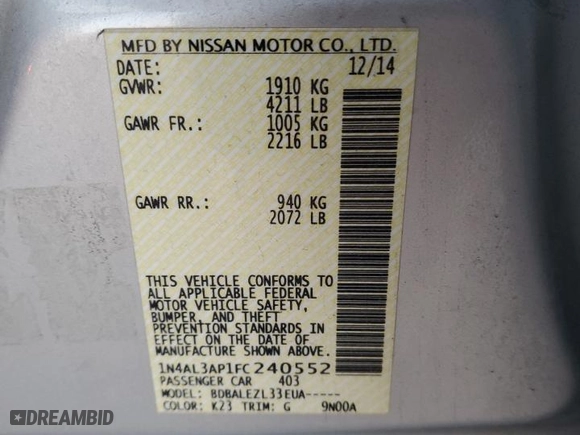 MFD BY NISSAN MOTOR CO., LTD.
DATE: 12/14
GVWR: 1910 KG
4211 LB
GAWR FR.: 1005 KG
2216 LB
GAWR RR.: 940 KG
2072 LB
THIS VEHICLE CONFORMS TO
ALL APPLICABLE FEDERAL
MOTOR VEHICLE SAFETY,
BUMPER, AND THEFT
PREVENTION STANDARDS IN
EFFECT ON THE DATE OF
MANUFACTURE SHOWN ABOVE.
1N4AL3AP1FC240552
PASSENGER CAR 403
MODEL: BDBALEZL33EUA-----
COLOR: K23 TRIM: G 9N00A
DREAMBID